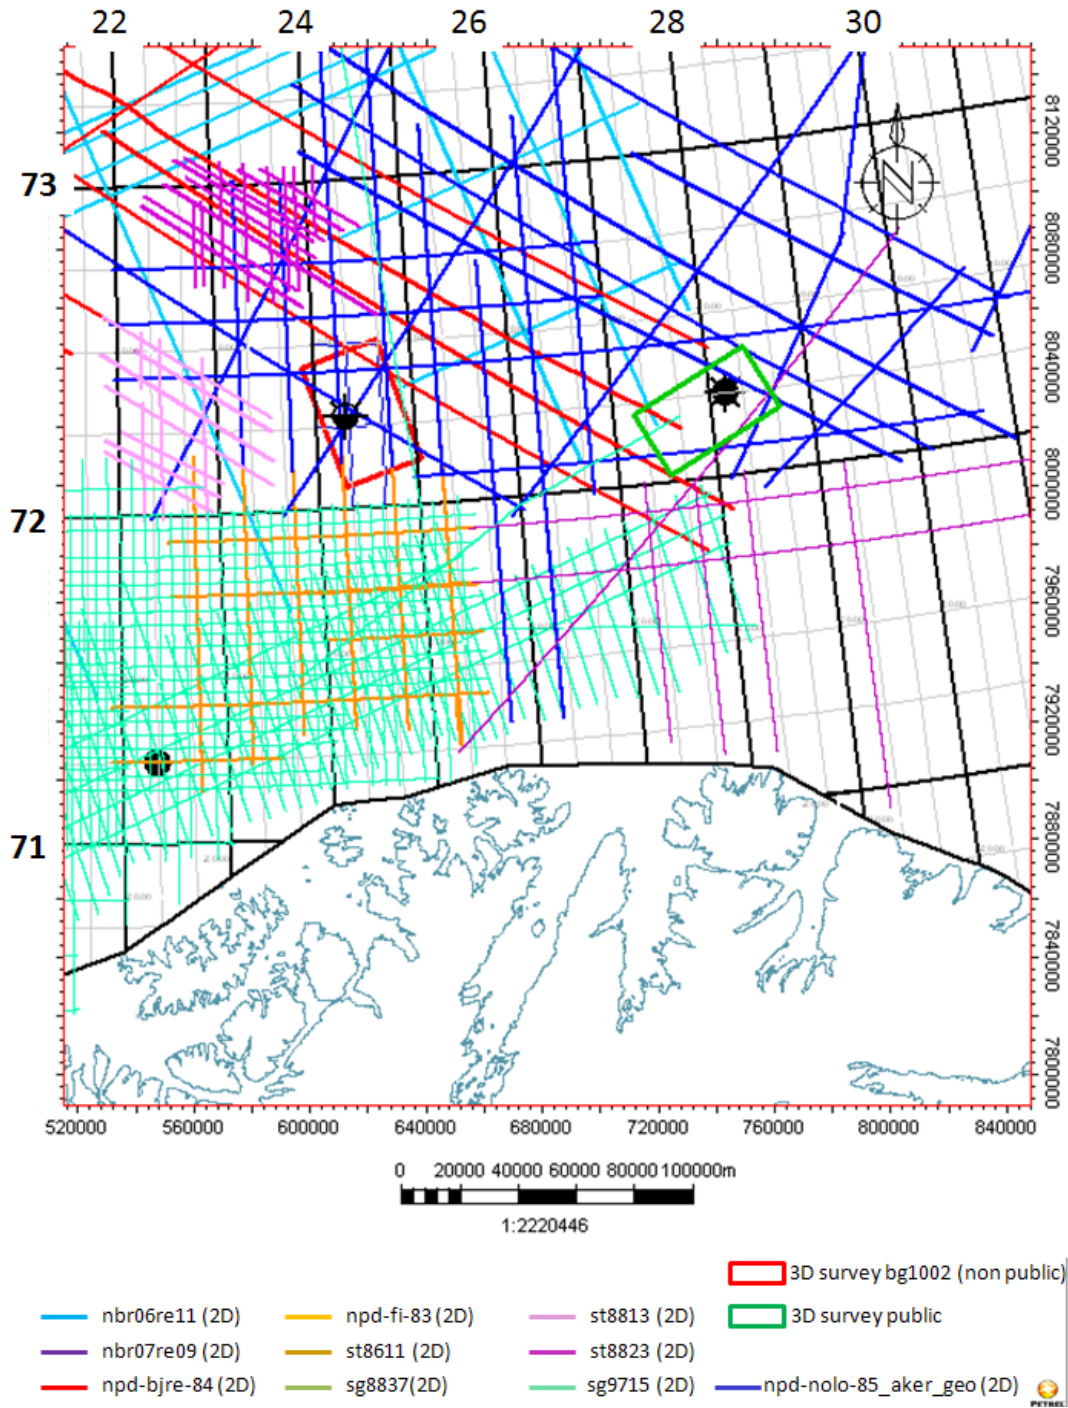 22 24 26 28 30
73
72
71
N
8120000
8080000
8040000
8000000
7960000
7920000
7880000
7840000
7800000
520000 560000 600000 640000 680000 720000 760000 800000 840000
0 20000 40000 60000 80000 100000m
1:2220446
3D survey bg1002 (non public)
nbr06re11 (2D) npd-fi-83(2D) st8813 (2D) 3D survey public
nbr07re09 (2D) st8611 (2D) st8823 (2D)
npd-bjre-84 (2D) sg8837(2D) sg9715 (2D) npd-nolo-85_aker_geo (2D)
PETREL